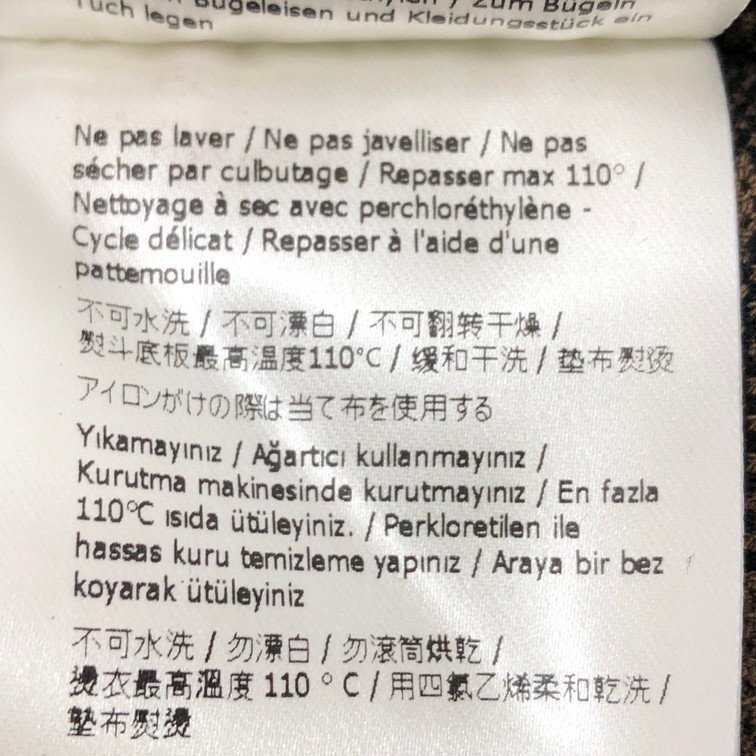 Bügeleisen und Kleidungsstück ein
Tuch legen
Ne pas laver / Ne pas javelliser / Ne pas
sécher par culbutage / Repasser max 110° /
Nettoyage à sec avec perchloréthylène -
Cycle délicat / Repasser à l'aide d'une
pattemouille
不可水洗 / 不可漂白 / 不可翻转干燥 /
熨斗底板最高温度110°C / 缓和干洗 / 垫布熨烫
アイロンがけの際は当て布を使用する
Yıkamayınız / Ağartıcı kullanmayınız /
Kurutma makinesinde kurutmayınız / En fazla
110°C ısıda ütüleyiniz. / Perkloretilen ile
hassas kuru temizleme yapınız / Araya bir bez
koyarak ütüleyiniz
不可水洗 / 勿漂白 / 勿滾筒烘乾 /
燙衣最高溫度 110 ° C / 用四氯乙烯柔和乾洗 /
墊布熨燙